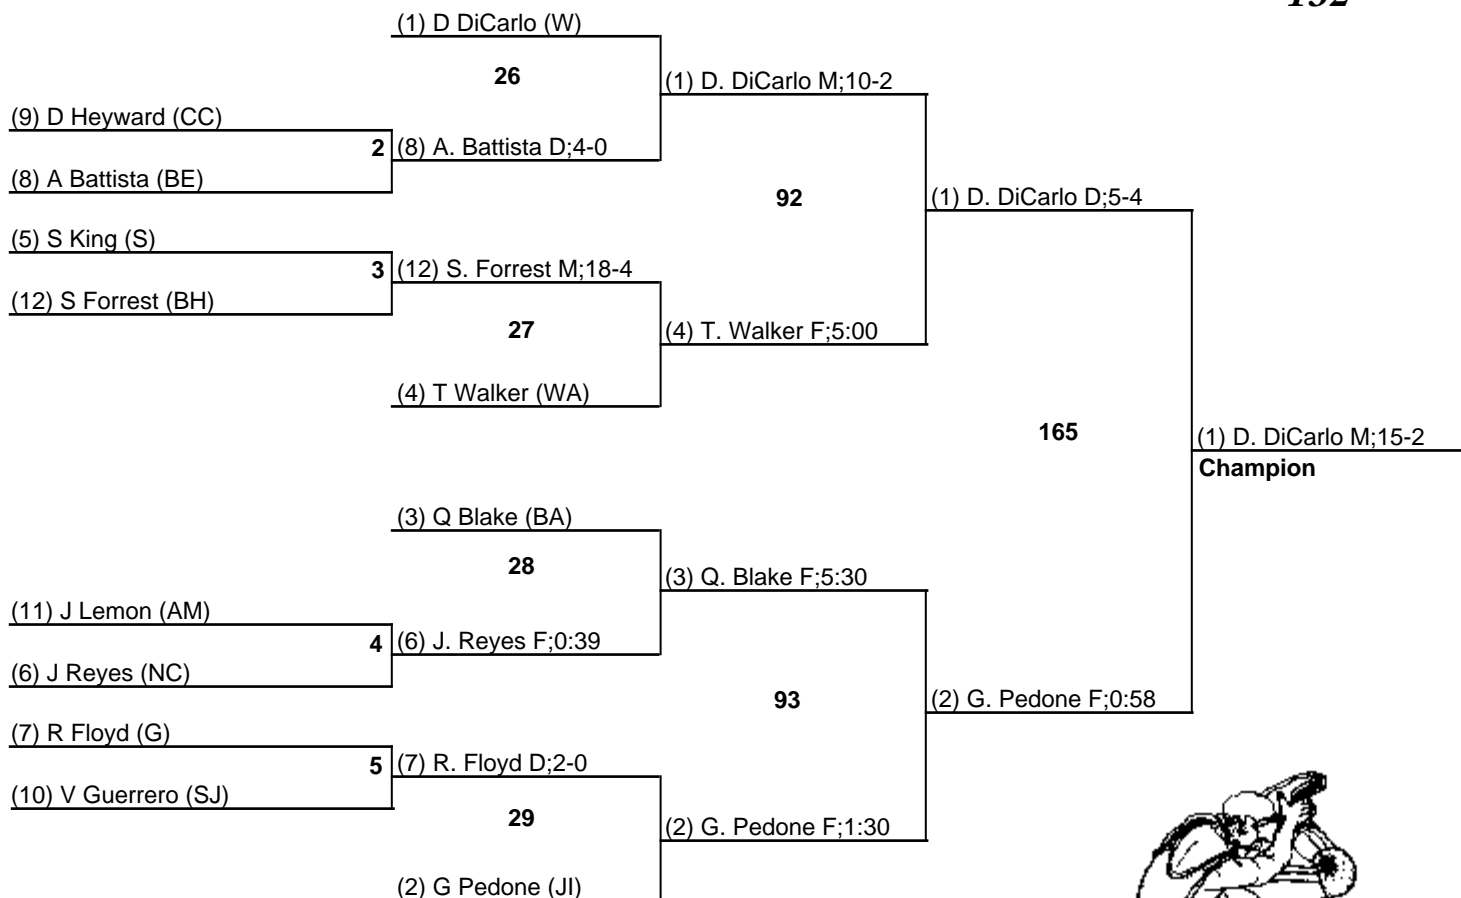 (1) D DiCarlo (W)
26
(1) D. DiCarlo M;10-2
(9) D Heyward (CC)
2
(8) A. Battista D;4-0
(8) A Battista (BE)
92
(1) D. DiCarlo D;5-4
(5) S King (S)
3
(12) S. Forrest M;18-4
(12) S Forrest (BH)
27
(4) T. Walker F;5:00
(4) T Walker (WA)
165
(1) D. DiCarlo M;15-2
Champion
(3) Q Blake (BA)
28
(3) Q. Blake F;5:30
(11) J Lemon (AM)
4
(6) J. Reyes F;0:39
(6) J Reyes (NC)
93
(2) G. Pedone F;0:58
(7) R Floyd (G)
5
(7) R. Floyd D;2-0
(10) V Guerrero (SJ)
29
(2) G. Pedone F;1:30
(2) G Pedone (JI)